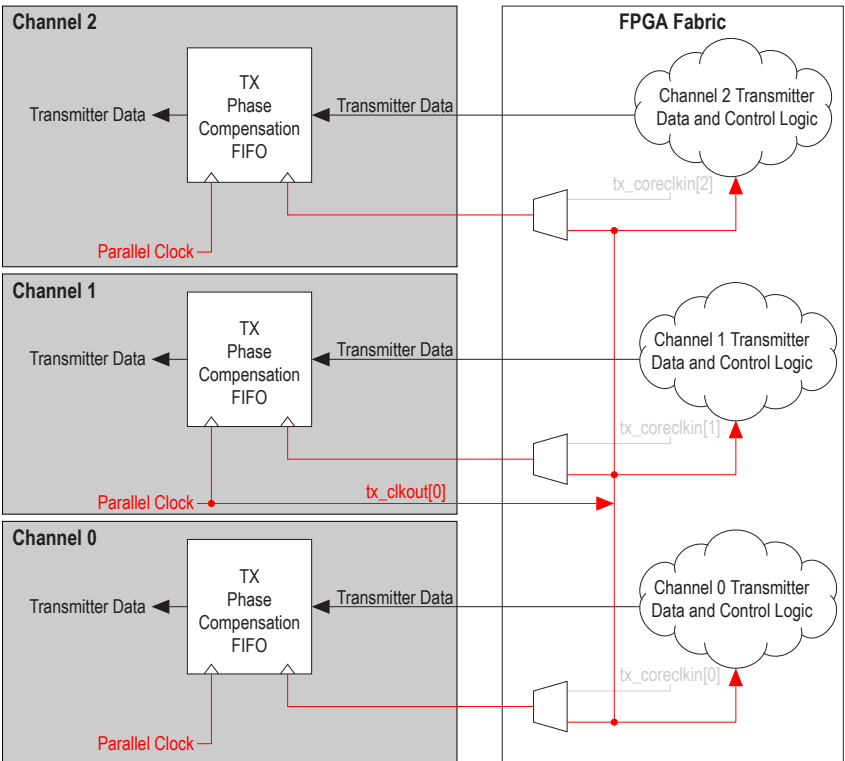 Channel 2
FPGA Fabric
TX
Phase
Compensation
FIFO
Transmitter Data
Transmitter Data
Channel 2 Transmitter
Data and Control Logic
tx_coreclkin[2]
Parallel Clock
Channel 1
TX
Phase
Compensation
FIFO
Transmitter Data
Transmitter Data
Channel 1 Transmitter
Data and Control Logic
tx_coreclkin[1]
Parallel Clock
tx_clkout[0]
Channel 0
TX
Phase
Compensation
FIFO
Transmitter Data
Transmitter Data
Channel 0 Transmitter
Data and Control Logic
tx_coreclkin[0]
Parallel Clock